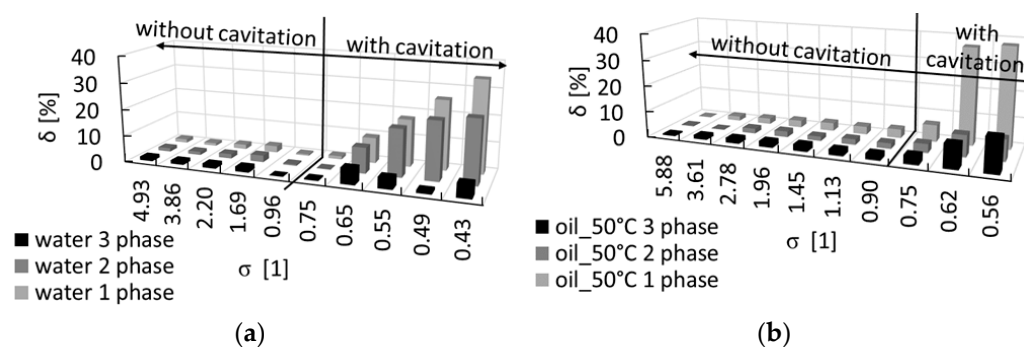 without cavitation
with cavitation
δ [%]
40
30
20
10
0
4.93
3.86
2.20
1.69
0.96
0.75
0.65
0.55
0.49
0.43
σ [1]
water 3 phase
water 2 phase
water 1 phase
(a)
without cavitation
with
cavitation
δ [%]
40
30
20
10
0
5.88
3.61
2.78
1.96
1.45
1.13
0.90
0.75
0.62
0.56
σ [1]
oil_50°C 3 phase
oil_50°C 2 phase
oil_50°C 1 phase
(b)